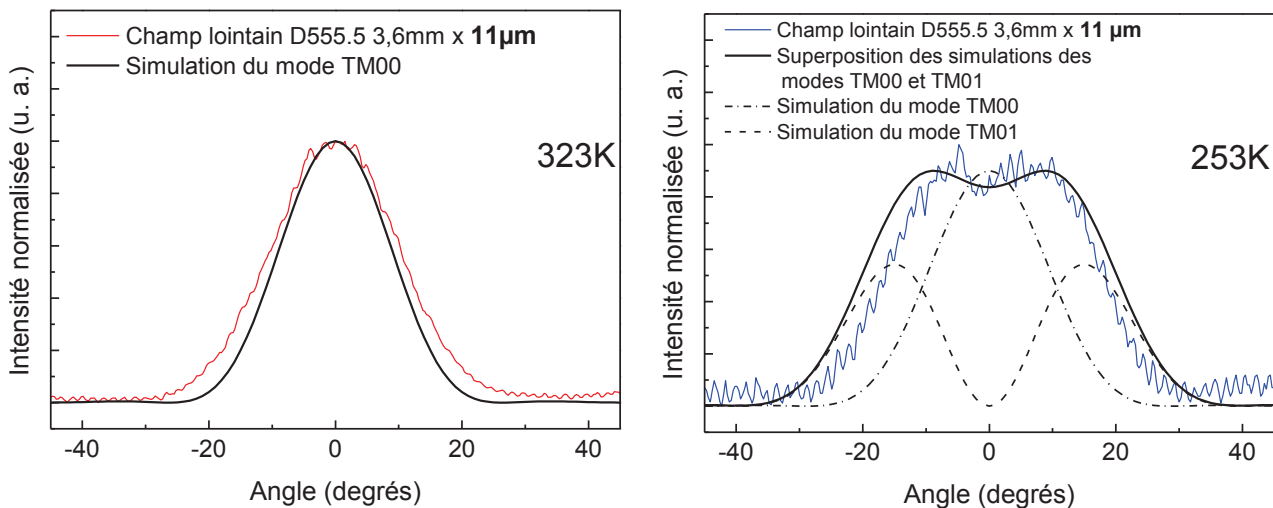 Champ lointain D555.5 3,6mm x 11µm
Simulation du mode TM00
323K
Intensité normalisée (u. a.)
-40 -20 0 20 40
Angle (degrés)
Champ lointain D555.5 3,6mm x 11 µm
Superposition des simulations des
modes TM00 et TM01
Simulation du mode TM00
Simulation du mode TM01
253K
Intensité normalisée (u. a.)
-40 -20 0 20 40
Angle (degrés)